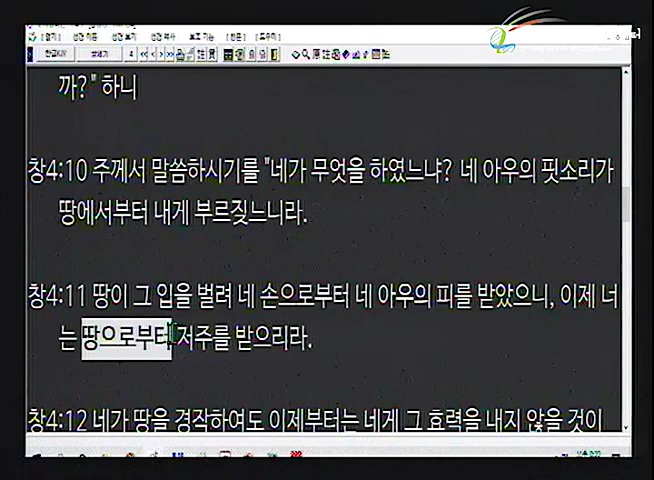 까?" 하니
창4:10 주께서 말씀하시기를 "네가 무엇을 하였느냐? 네 아우의 핏소리가
땅에서부터 내게 부르짖느니라.
창4:11 땅이 그 입을 벌려 네 손으로부터 네 아우의 피를 받았으니, 이제 너
는 땅으로부터 저주를 받으리라.
창4:12 네가 땅을 경작하여도 이제부터는 네게 그 효력을 내지 않을 것이